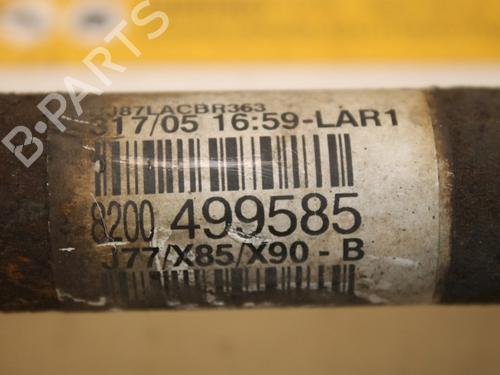 J87LACBR363
317/05 16:59-LAR1
8200 499585
J77/X85/X90 - B
B-PARTS